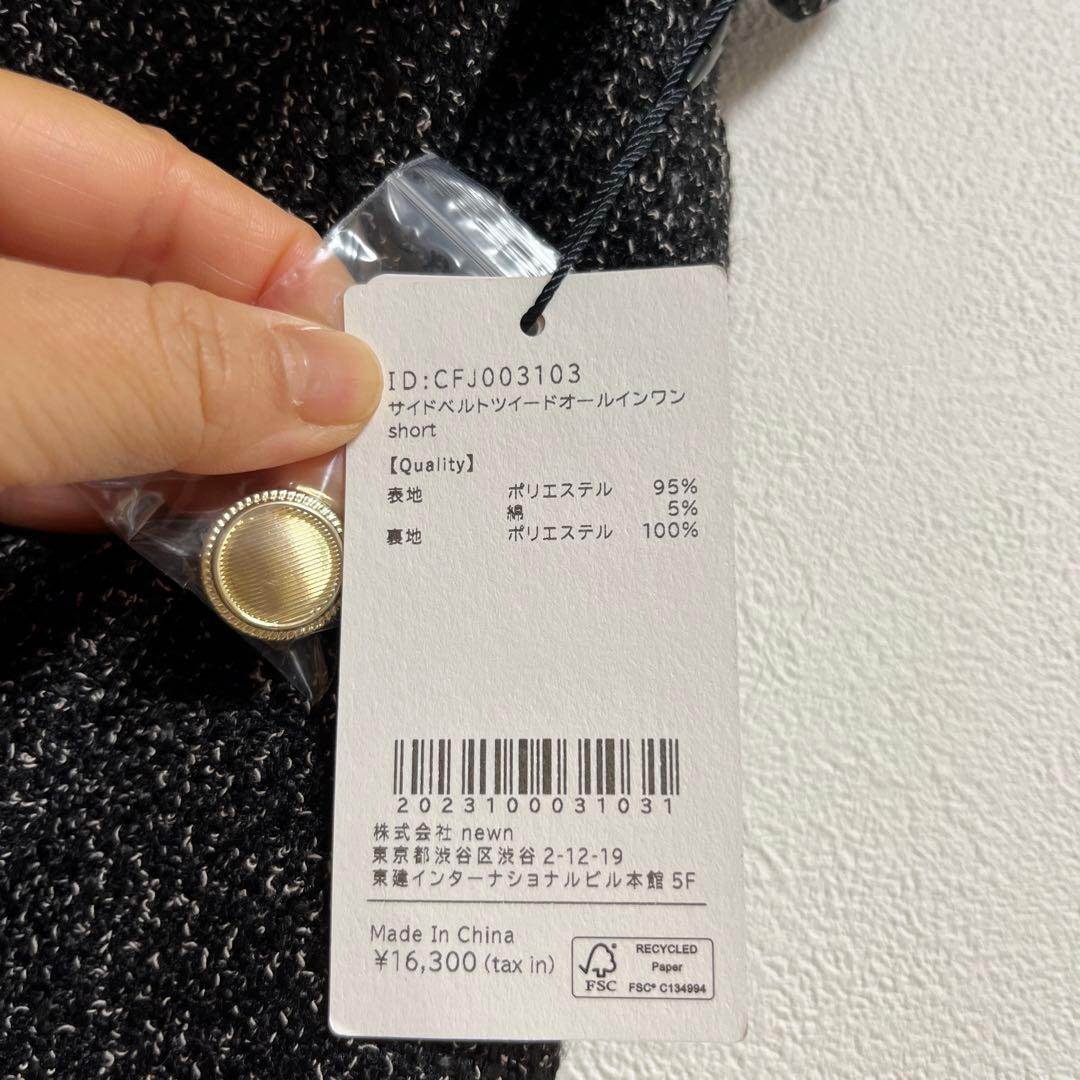 ID:CFJ003103
サイドベルトツイードオールインワン
short
【Quality】
表地 ポリエステル 95%
綿 5%
裏地 ポリエステル 100%
2023100031031
株式会社 newn
東京都渋谷区渋谷 2-12-19
東建インターナショナルビル本館 5F
Made In China
¥16,300 (tax in)
FSC
RECYCLED
Paper
FSC® C134994